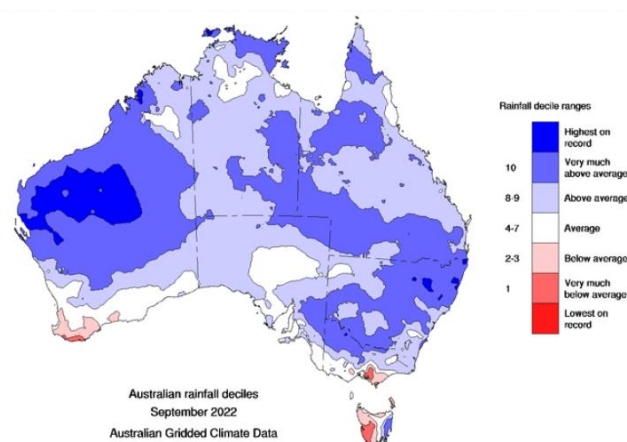 Rainfall decile ranges
Highest on
record
10
Very much
above average
8-9
Above average
4-7
Average
2-3
Below average
1
Very much
below average
Lowest on
record
Australian rainfall deciles
September 2022
Australian Gridded Climate Data